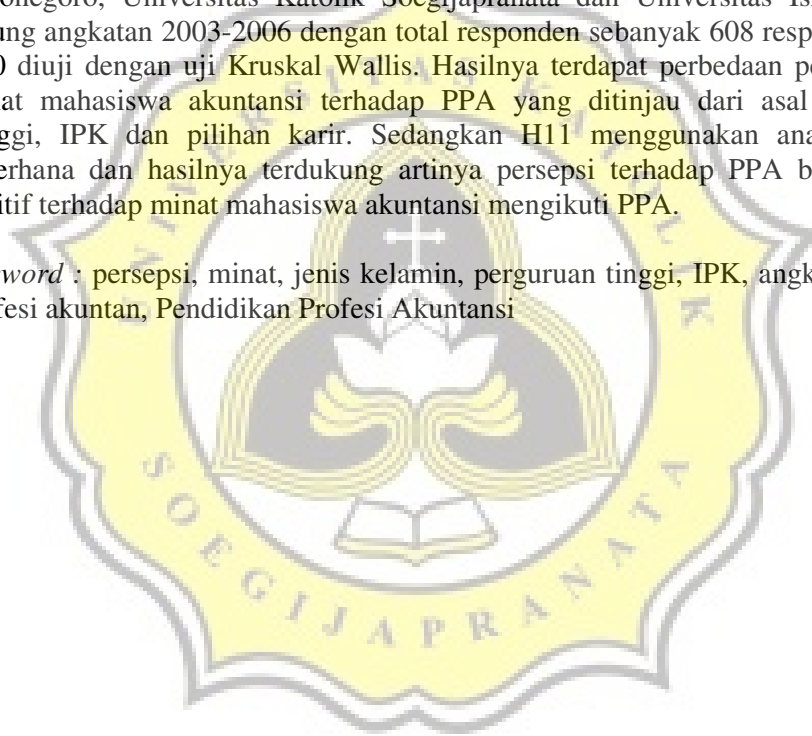 onegoro, Universitas Katolik Soegijapranata dan Universitas Is
ung angkatan 2003-2006 dengan total responden sebanyak 608 resp
0 diuji dengan uji Kruskal Wallis. Hasilnya terdapat perbedaan pe
at mahasiswa akuntansi terhadap PPA yang ditinjau dari asal
ggi, IPK dan pilihan karir. Sedangkan H11 menggunakan ana
erhana dan hasilnya terdukung artinya persepsi terhadap PPA b
itif terhadap minat mahasiswa akuntansi mengikuti PPA.
word : persepsi, minat, jenis kelamin, perguruan tinggi, IPK, angk
fesi akuntan, Pendidikan Profesi Akuntansi
UNIVERSITAS KATOLIK
SOEGIJAPRANATA